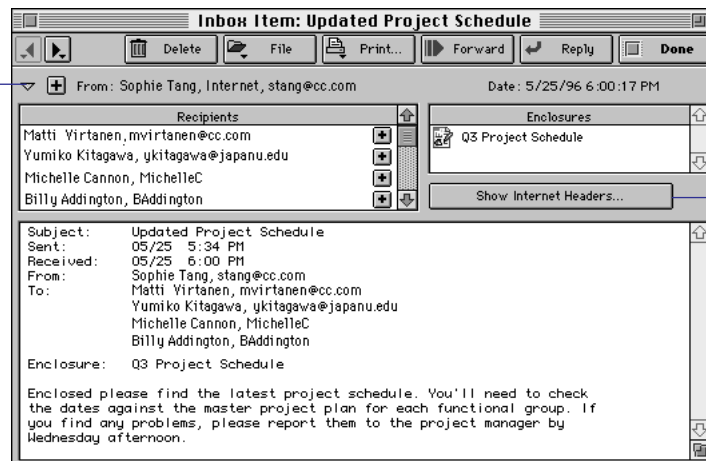 Inbox Item: Updated Project Schedule
Delete File Print... Forward Reply Done
From: Sophie Tang, Internet, stang@cc.com Date: 5/25/96 6:00:17 PM
Recipients
Matti Virtanen, mvirtanen@cc.com
Yumiko Kitagawa, ykitagawa@japanu.edu
Michelle Cannon, MichelleC
Billy Addington, BAddington
Enclosures
Q3 Project Schedule
Show Internet Headers...
Subject: Updated Project Schedule
Sent: 05/25 5:34 PM
Received: 05/25 6:00 PM
From: Sophie Tang, stang@cc.com
To: Matti Virtanen, mvirtanen@cc.com
Yumiko Kitagawa, ykitagawa@japanu.edu
Michelle Cannon, MichelleC
Billy Addington, BAddington
Enclosure: Q3 Project Schedule
Enclosed please find the latest project schedule. You'll need to check
the dates against the master project plan for each functional group. If
you find any problems, please report them to the project manager by
Wednesday afternoon.